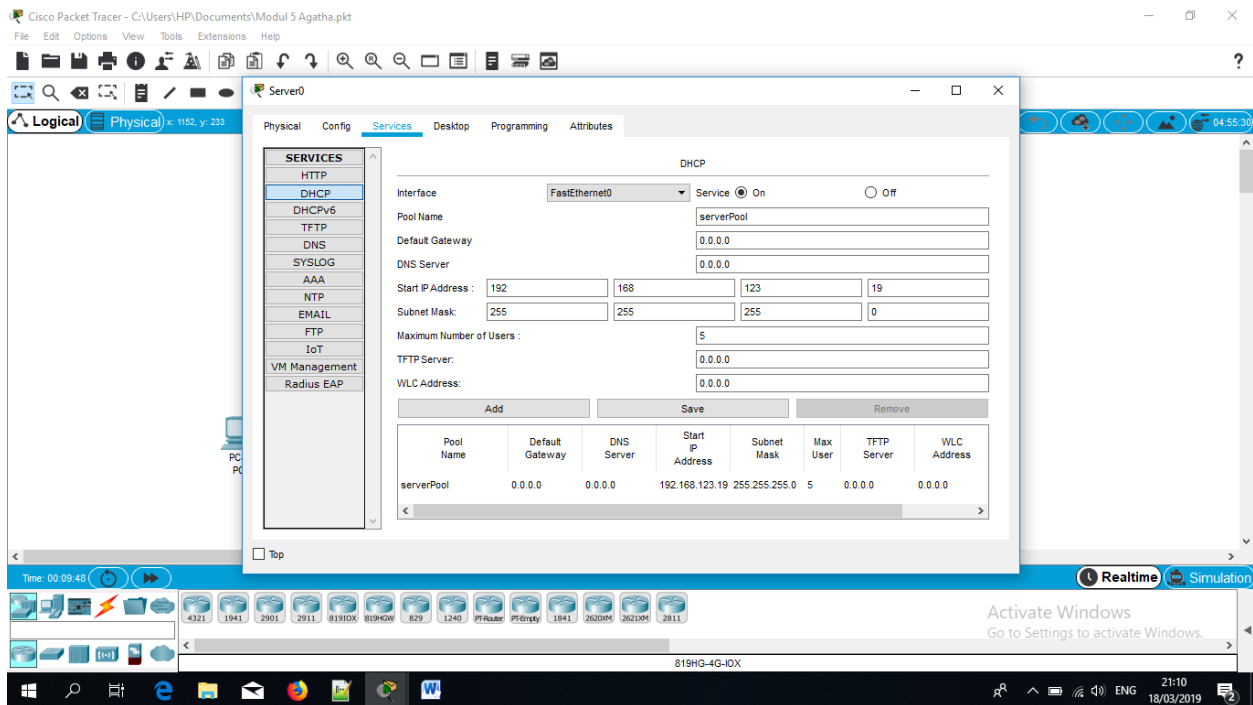 Cisco Packet Tracer - C:\Users\HP\Documents\Modul 5 Agatha.pkt
File Edit Options View Tools Extensions Help
?
Server0
Logical Physical x: 1152, y: 233
04:55:30
Physical Config Services Desktop Programming Attributes
SERVICES
HTTP
DHCP
DHCPv6
TFTP
DNS
SYSLOG
AAA
NTP
EMAIL
FTP
IoT
VM Management
Radius EAP
DHCP
Interface FastEthernet0 Service On Off
Pool Name serverPool
Default Gateway 0.0.0.0
DNS Server 0.0.0.0
Start IP Address : 192 168 123 19
Subnet Mask: 255 255 255 0
Maximum Number of Users : 5
TFTP Server: 0.0.0.0
WLC Address: 0.0.0.0
Add Save Remove
Pool Name Default Gateway DNS Server Start IP Address Subnet Mask Max User TFTP Server WLC Address
serverPool 0.0.0.0 0.0.0.0 192.168.123.19 255.255.255.0 5 0.0.0.0 0.0.0.0
PC
PC
Top
Time: 00:09:48 Realtime Simulation
4321 1941 2901 2911 819IOX 819HGW 829 1240 PT-Router PT-Empty 1841 2620XM 2621XM 2811
Activate Windows
Go to Settings to activate Windows.
819HG-4G-IOX
ENG
21:10
18/03/2019
2